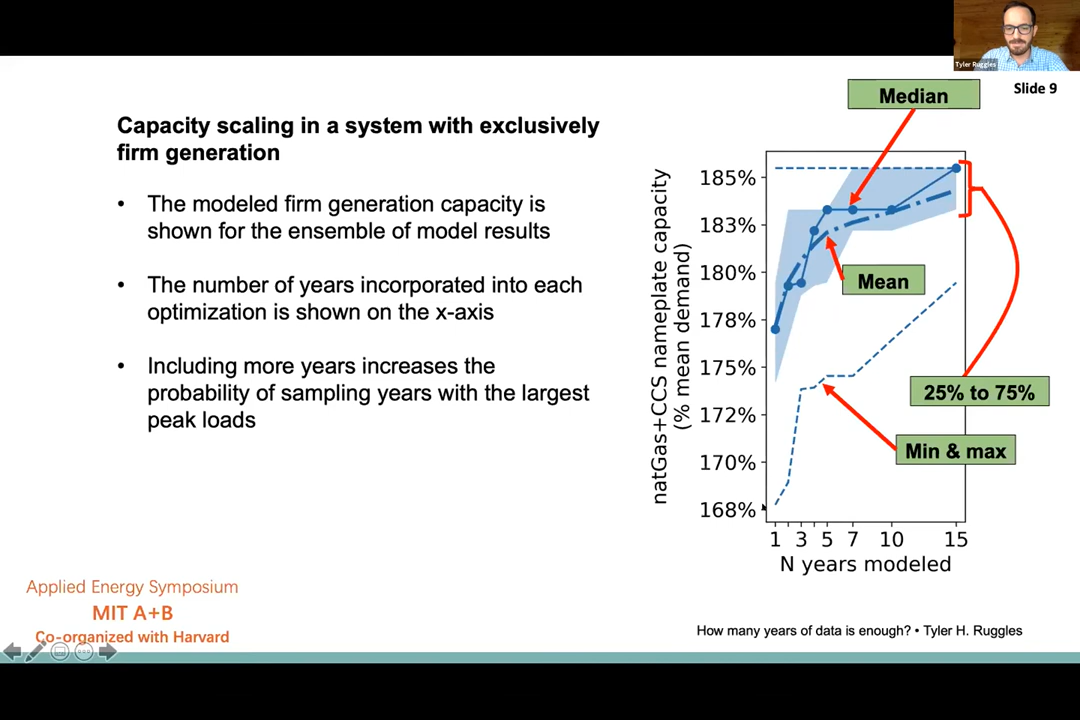 Tyler Ruggles
Slide 9
Capacity scaling in a system with exclusively
firm generation
• The modeled firm generation capacity is
shown for the ensemble of model results
• The number of years incorporated into each
optimization is shown on the x-axis
• Including more years increases the
probability of sampling years with the largest
peak loads
Median
Mean
25% to 75%
Min & max
natGas+CCS nameplate capacity
(% mean demand)
185%
183%
180%
178%
175%
172%
170%
168%
1 3 5 7 10 15
N years modeled
Applied Energy Symposium
MIT A+B
Co-organized with Harvard
How many years of data is enough? • Tyler H. Ruggles